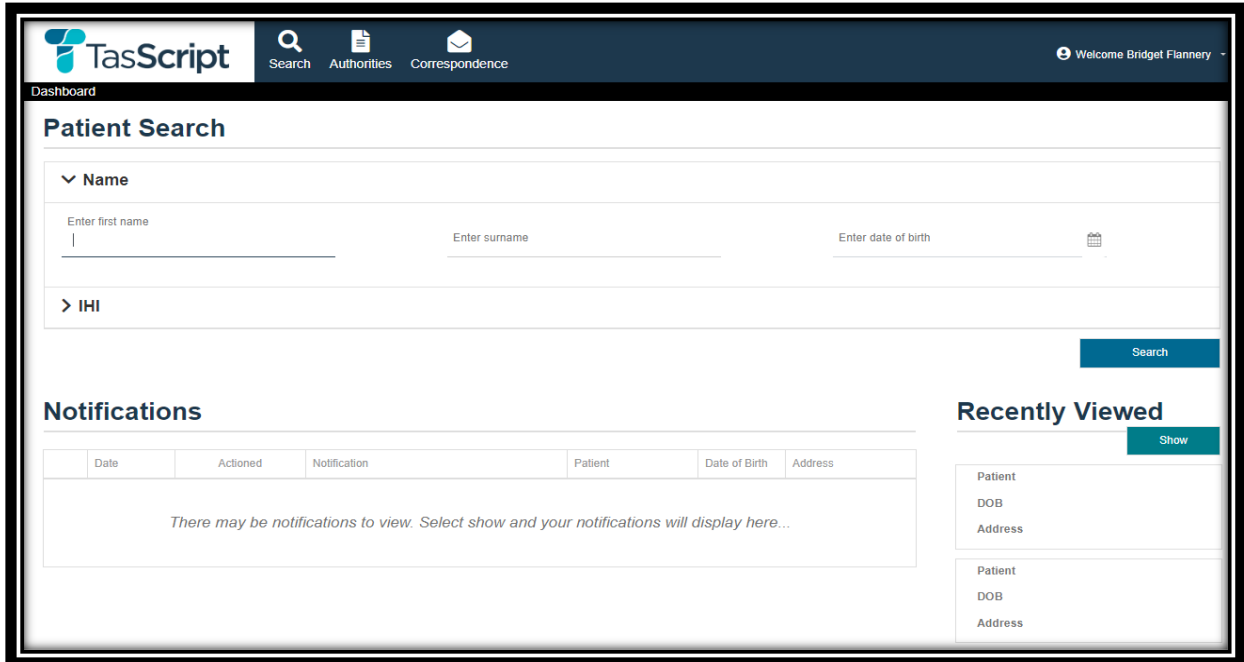 TasScript
Search Authorities Correspondence
Welcome Bridget Flannery
Dashboard
Patient Search
Name
Enter first name
Enter surname
Enter date of birth
IHI
Search
Notifications
Date Actioned Notification Patient Date of Birth Address
There may be notifications to view. Select show and your notifications will display here...
Recently Viewed
Show
Patient
DOB
Address
Patient
DOB
Address